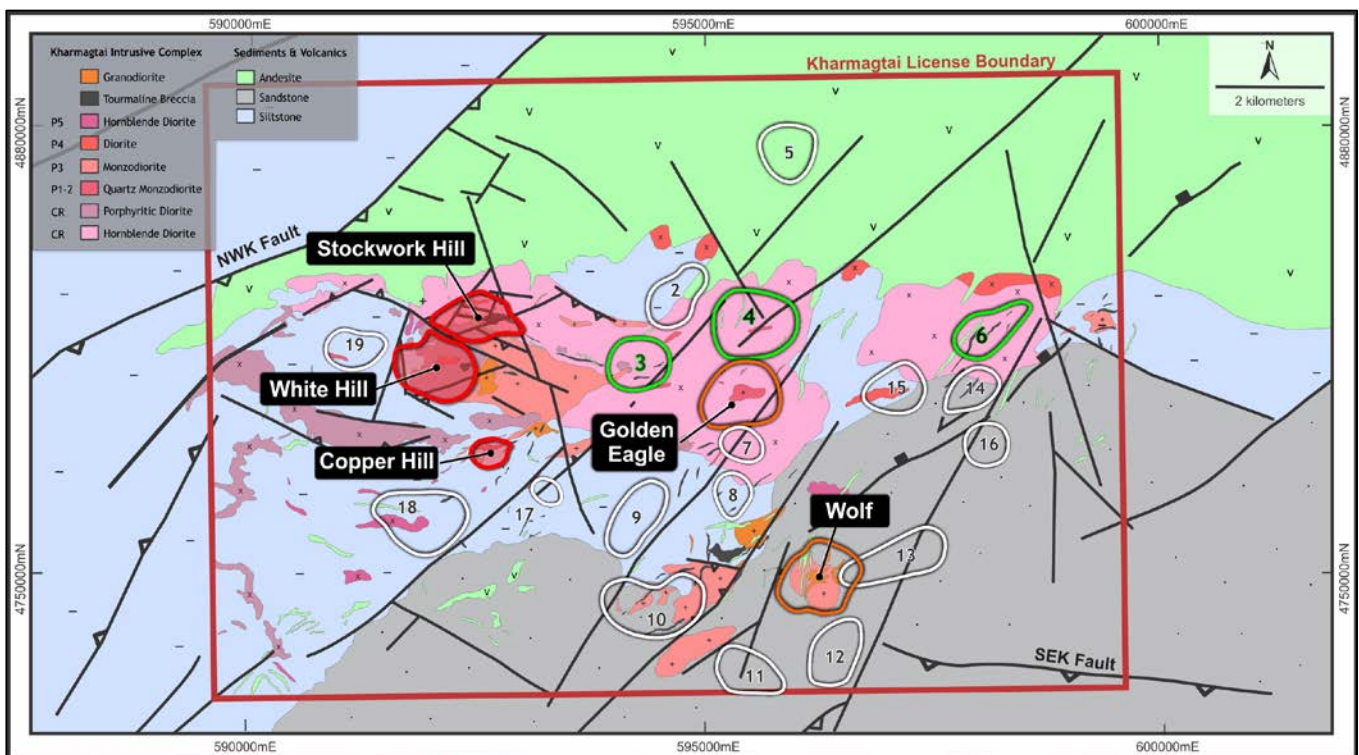 590000mE
595000mE
600000mE
Kharmagtai Intrusive Complex
Granodiorite
Tourmaline Breccia
P5 Hornblende Diorite
P4 Diorite
P3 Monzodiorite
P1-2 Quartz Monzodiorite
CR Porphyritic Diorite
CR Hornblende Diorite
Sediments & Volcanics
Andesite
Sandstone
Siltstone
Kharmagtai License Boundary
N
2 kilometers
4880000mN
4880000mN
NWK Fault
Stockwork Hill
5
2
4
6
19
3
White Hill
15
14
Golden
Eagle
7
16
Copper Hill
18
17
9
8
Wolf
13
4750000mN
4750000mN
10
12
11
SEK Fault
590000mE
595000mE
600000mE